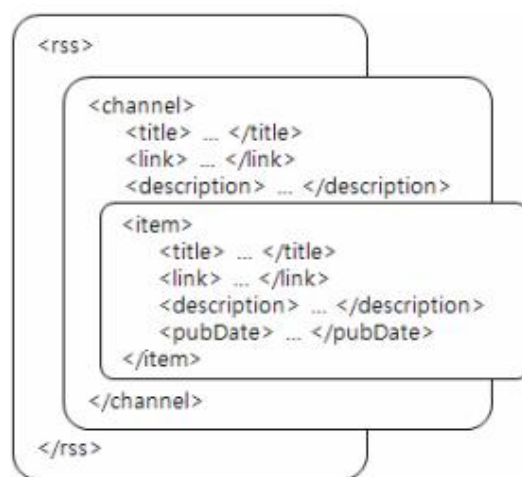 <rss>
<channel>
<title> ... </title>
<link> ... </link>
<description> ... </description>
<item>
<title> ... </title>
<link> ... </link>
<description> ... </description>
<pubDate> ... </pubDate>
</item>
</channel>
</rss>